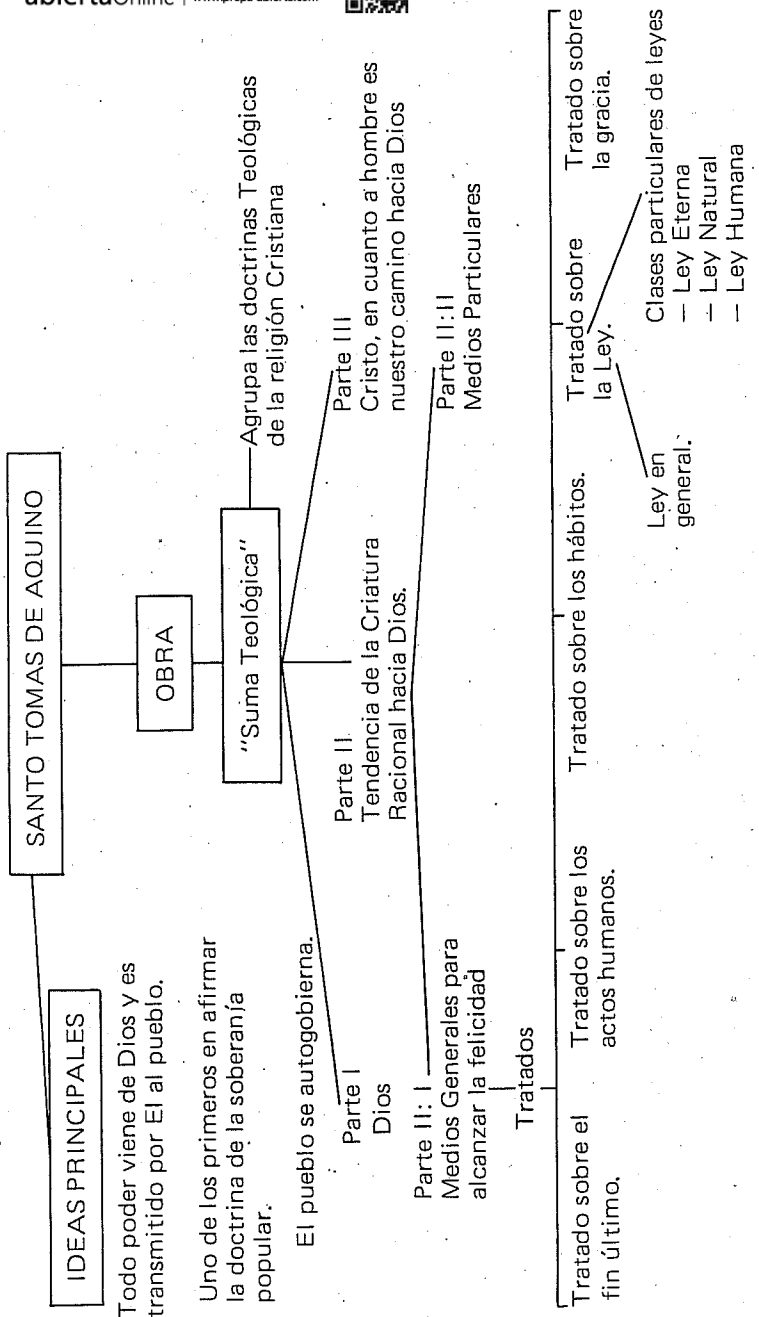 abiertaOnline
SANTO TOMAS DE AQUINO
IDEAS PRINCIPALES
Todo poder viene de Dios y es
transmitido por El al pueblo.
Uno de los primeros en afirmar
la doctrina de la soberanía
popular.
El pueblo se autogobierna.
OBRA
"Suma Teológica"
Agrupa las doctrinas Teológicas
de la religión Cristiana
Parte I
Dios
Parte II
Tendencia de la Criatura
Racional hacia Dios.
Parte III
Cristo, en cuanto a hombre es
nuestro camino hacia Dios
Parte II: I
Medios Generales para
alcanzar la felicidad
Parte II:II
Medios Particulares
Tratados
Tratado sobre el
fin último.
Tratado sobre los
actos humanos.
Tratado sobre los hábitos.
Tratado sobre
la Ley.
Tratado sobre
la gracia.
Ley en
general.
Clases particulares de leyes
— Ley Eterna
— Ley Natural
— Ley Humana